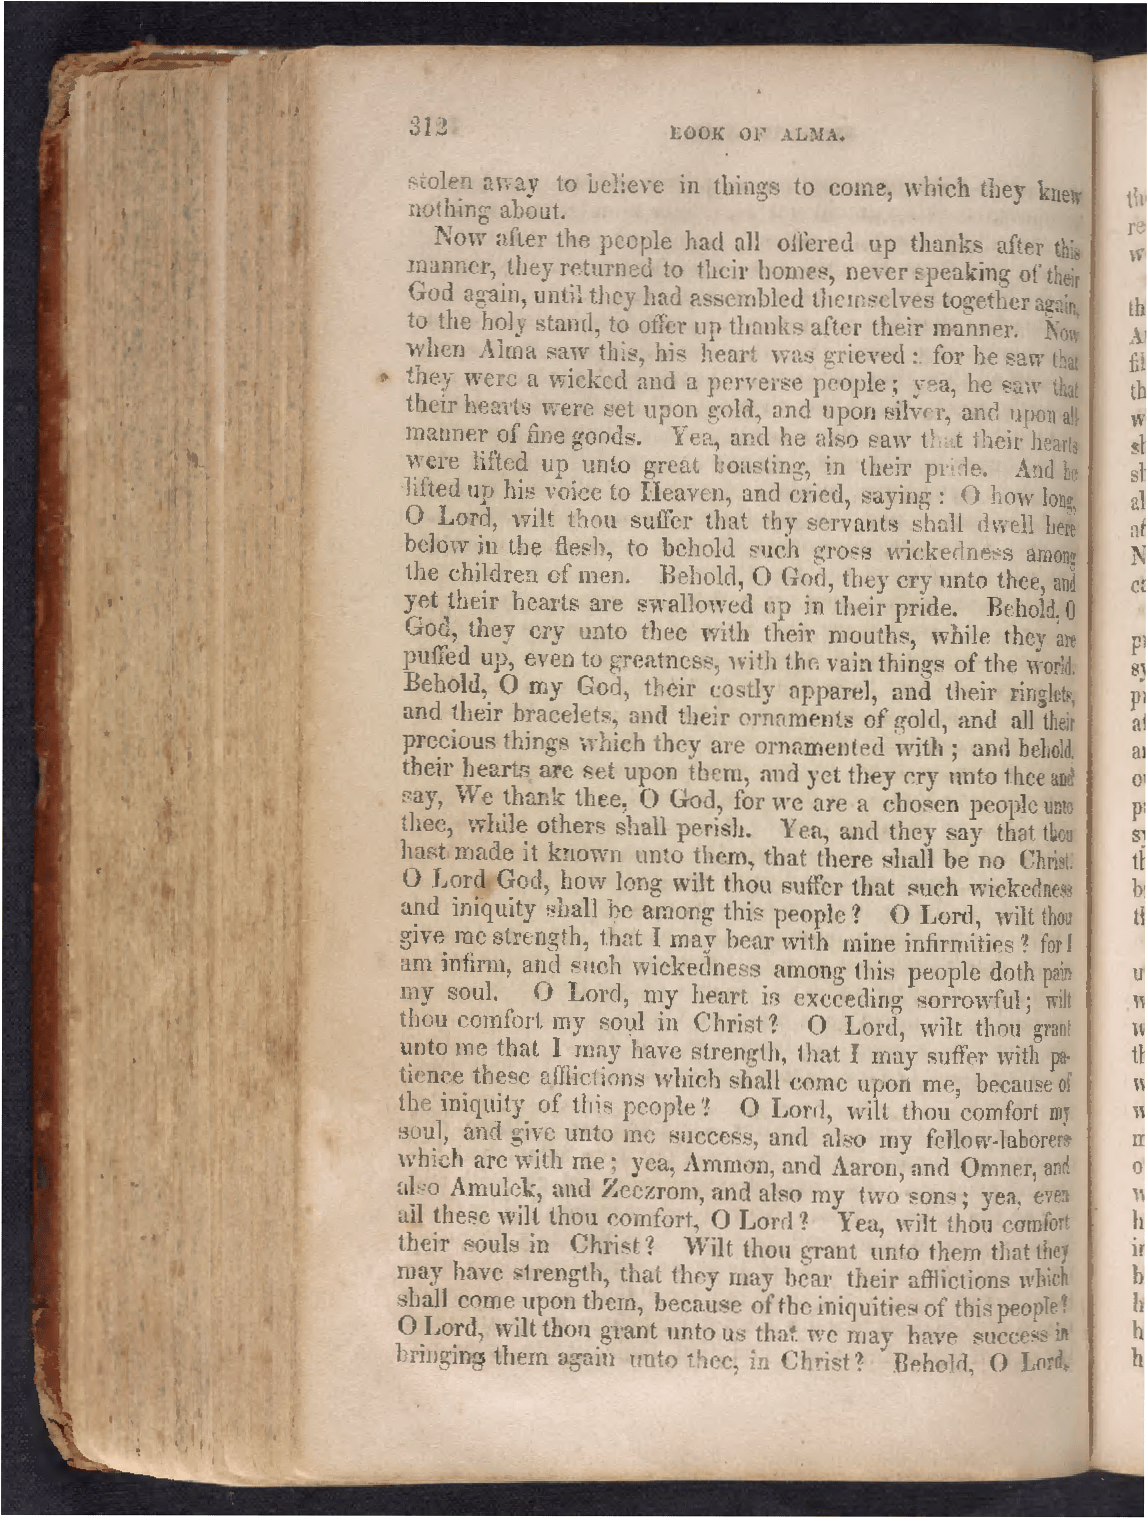 312
BOOK OF ALMA.
stolen away to believe in things to come, which they knew
nothing about.
Now after the people had all offered up thanks after this
manner, they returned to their homes, never speaking of their
God again, until they had assembled themselves together again,
to the holy stand, to offer up thanks after their manner. Now
when Alma saw this, his heart was grieved: for he saw that
they were a wicked and a perverse people; yea, he saw that
their hearts were set upon gold, and upon silver, and upon all
manner of fine goods. Yea, and he also saw that their hearts
were lifted up unto great boasting, in their pride. And he
lifted up his voice to Heaven, and cried, saying: O how long,
O Lord, wilt thou suffer that thy servants shall dwell here
below in the flesh, to behold such gross wickedness among
the children of men. Behold, O God, they cry unto thee, and
yet their hearts are swallowed up in their pride. Behold, O
God, they cry unto thee with their mouths, while they are
puffed up, even to greatness, with the vain things of the world.
Behold, O my God, their costly apparel, and their ringlets,
and their bracelets, and their ornaments of gold, and all their
precious things which they are ornamented with; and behold,
their hearts are set upon them, and yet they cry unto thee and
say, We thank thee, O God, for we are a chosen people unto
thee, while others shall perish. Yea, and they say that thou
hast made it known unto them, that there shall be no Christ.
O Lord God, how long wilt thou suffer that such wickedness
and iniquity shall be among this people? O Lord, wilt thou
give me strength, that I may bear with mine infirmities? for I
am infirm, and such wickedness among this people doth pain
my soul. O Lord, my heart is exceeding sorrowful; wilt
thou comfort my soul in Christ? O Lord, wilt thou grant
unto me that I may have strength, that I may suffer with pa-
tience these afflictions which shall come upon me, because of
the iniquity of this people? O Lord, wilt thou comfort my
soul, and give unto me success, and also my fellow-laborers
which are with me; yea, Ammon, and Aaron, and Omner, and
also Amulek, and Zeezrom, and also my two sons; yea, even
all these wilt thou comfort, O Lord? Yea, wilt thou comfort
their souls in Christ? Wilt thou grant unto them that they
may have strength, that they may bear their afflictions which
shall come upon them, because of the iniquities of this people?
O Lord, wilt thou grant unto us that we may have success in
bringing them again unto thee, in Christ? Behold, O Lord,